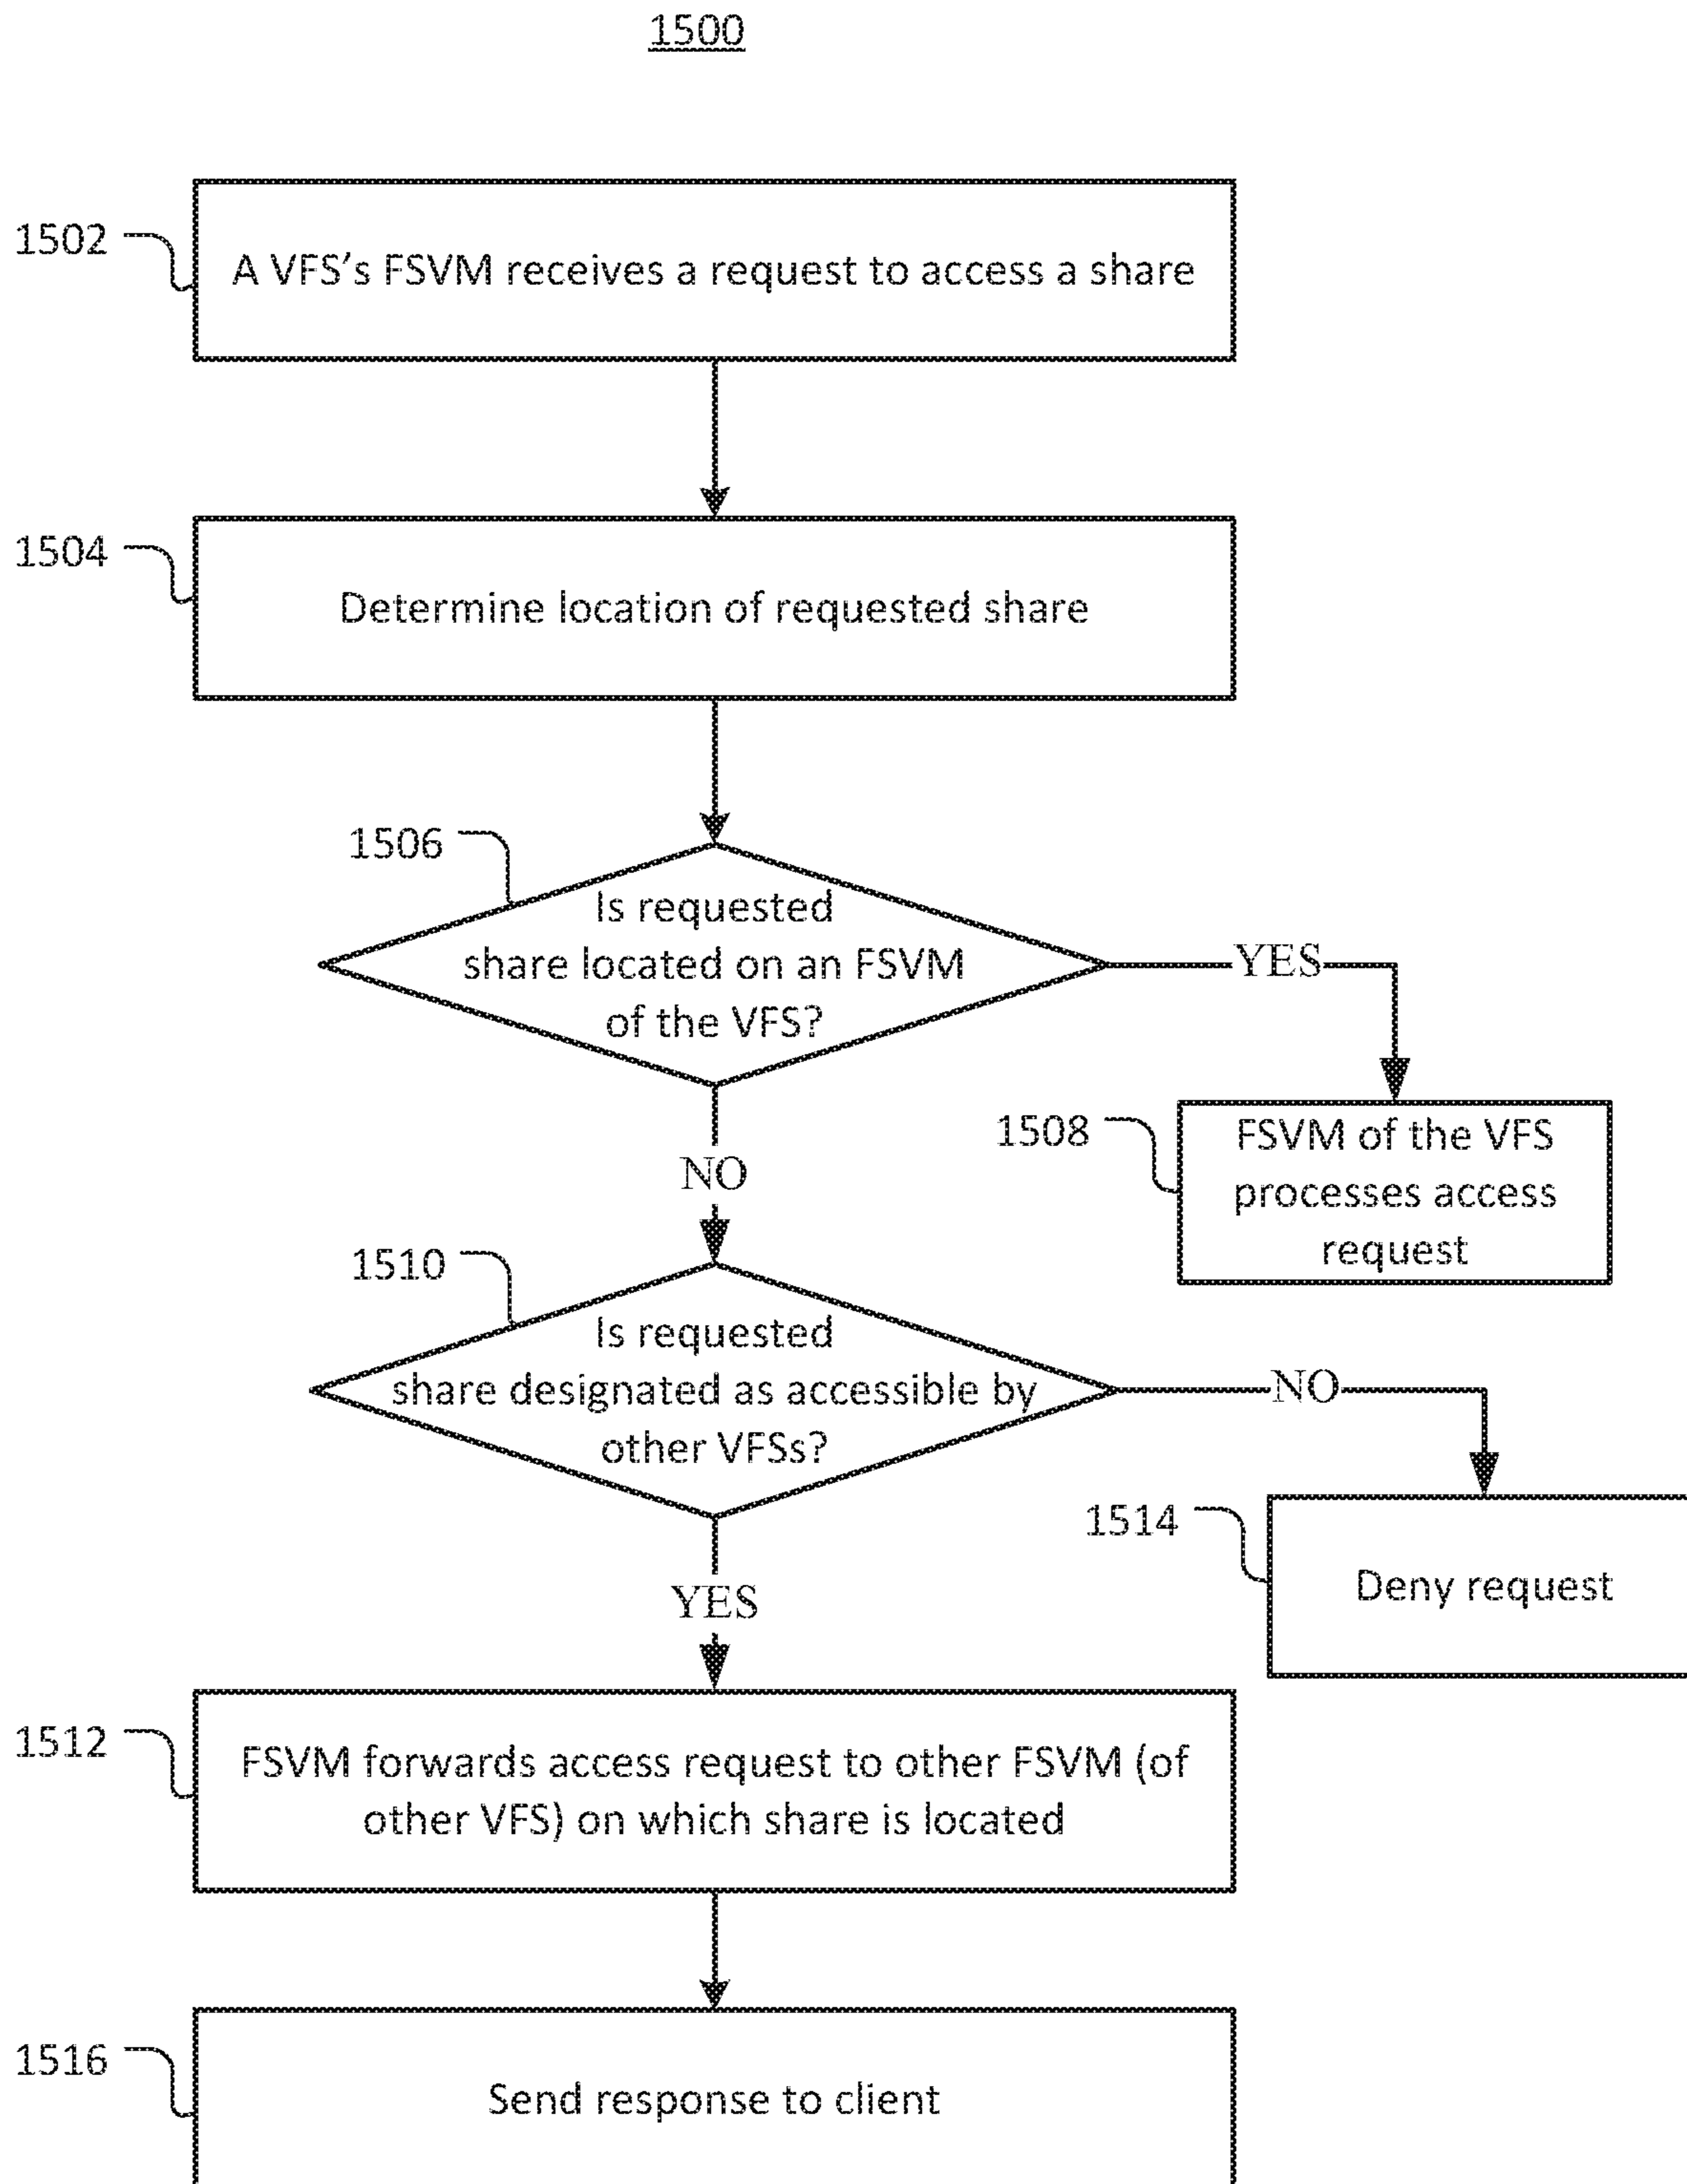 1500
1502
A VFS's FSVM receives a request to access a share
1504
Determine location of requested share
1506
Is requested
share located on an FSVM
of the VFS?
YES
1508
FSVM of the VFS
processes access
request
NO
1510
Is requested
share designated as accessible by
other VFSs?
NO
1514
Deny request
YES
1512
FSVM forwards access request to other FSVM (of
other VFS) on which share is located
1516
Send response to client